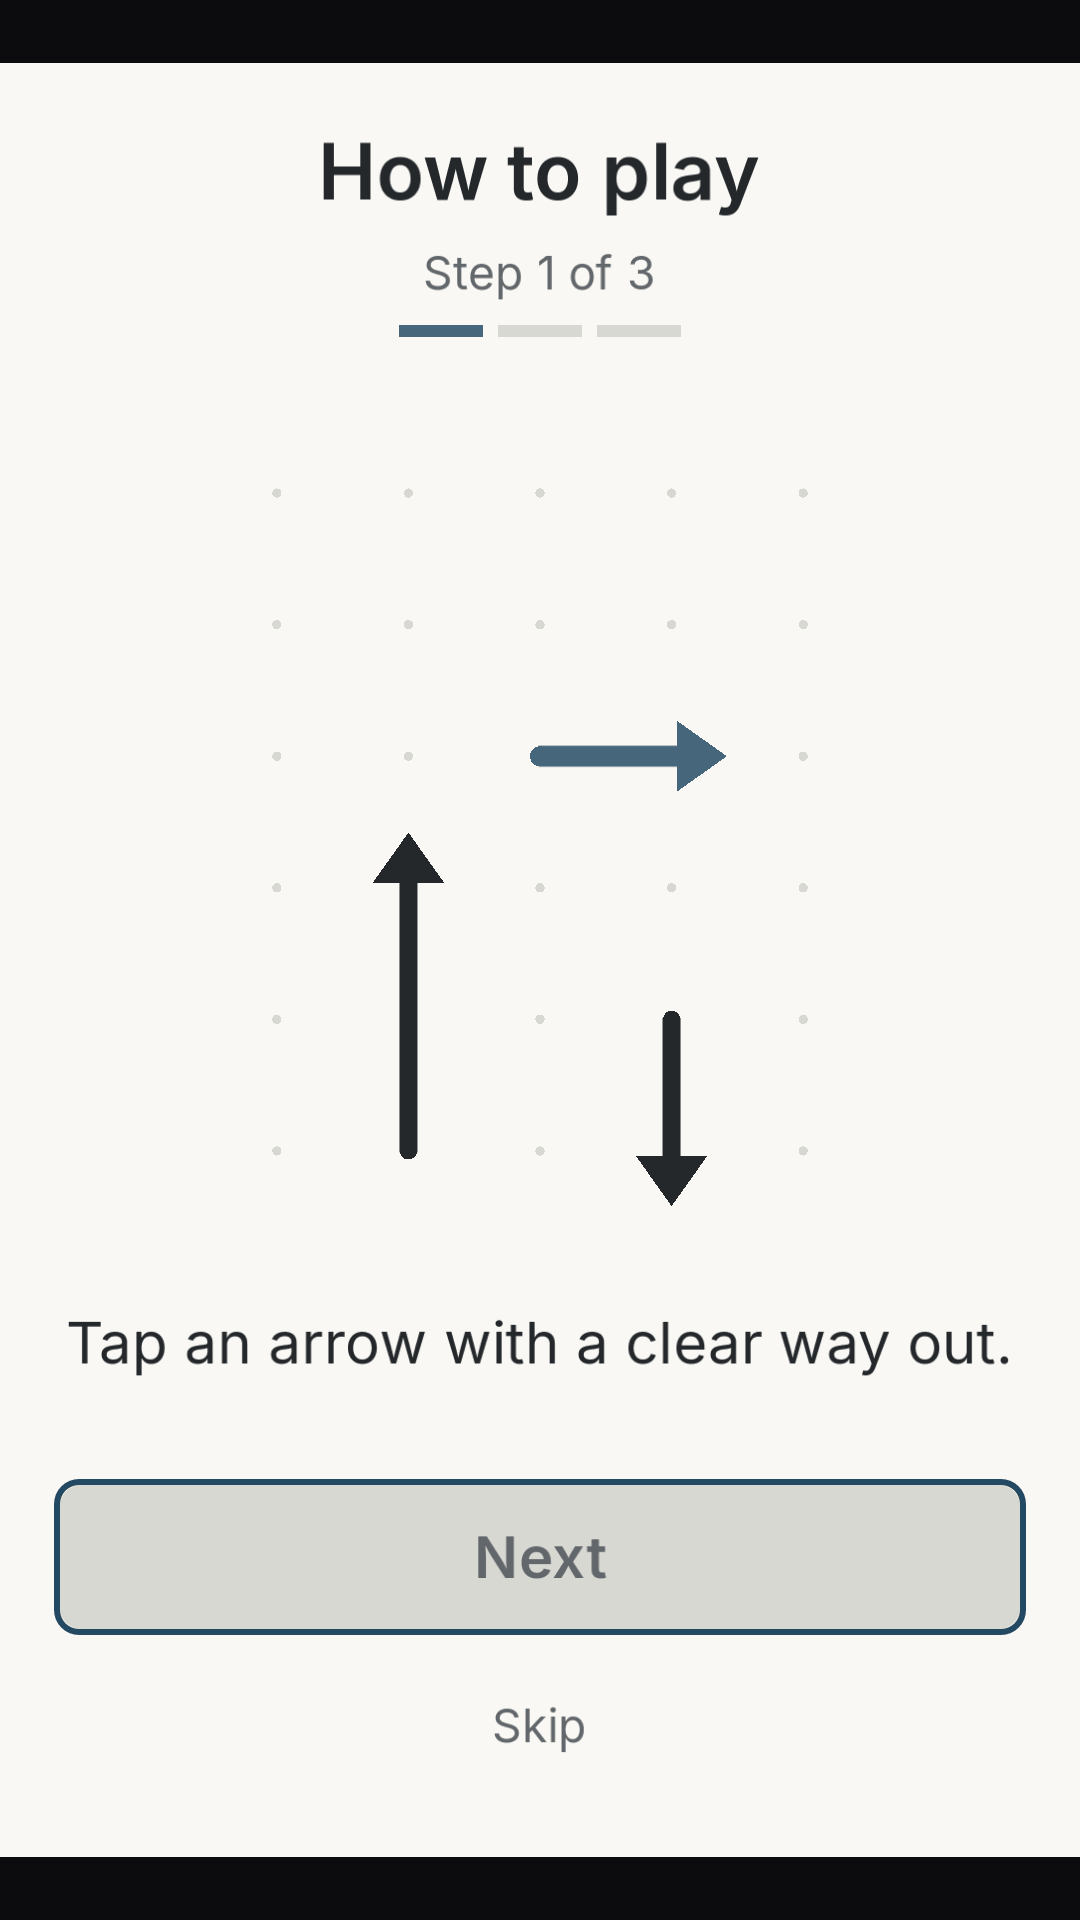 How to play
Step 1 of 3
Tap an arrow with a clear way out.
Next
Skip